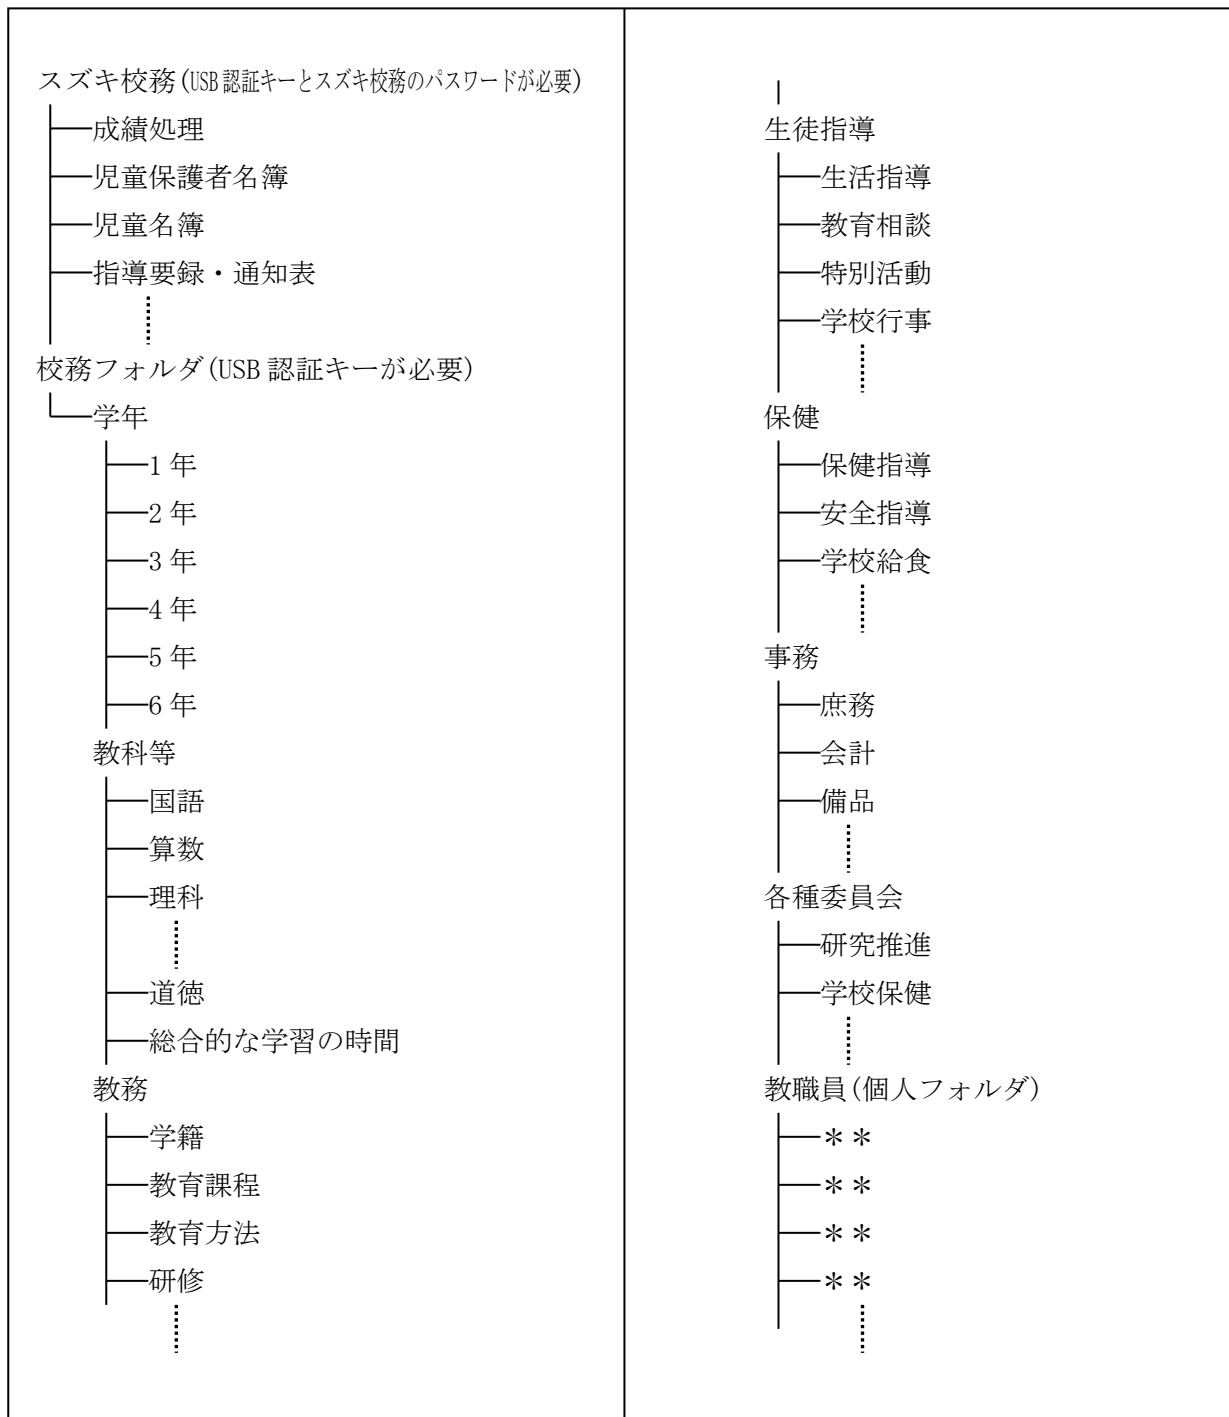 スズキ校務(USB認証キーとスズキ校務のパスワードが必要)
成績処理
児童保護者名簿
児童名簿
指導要録・通知表
校務フォルダ(USB認証キーが必要)
学年
1年
2年
3年
4年
5年
6年
教科等
国語
算数
理科
道徳
総合的な学習の時間
教務
学籍
教育課程
教育方法
研修
生徒指導
生活指導
教育相談
特別活動
学校行事
保健
保健指導
安全指導
学校給食
事務
庶務
会計
備品
各種委員会
研究推進
学校保健
教職員(個人フォルダ)
＊＊
＊＊
＊＊
＊＊